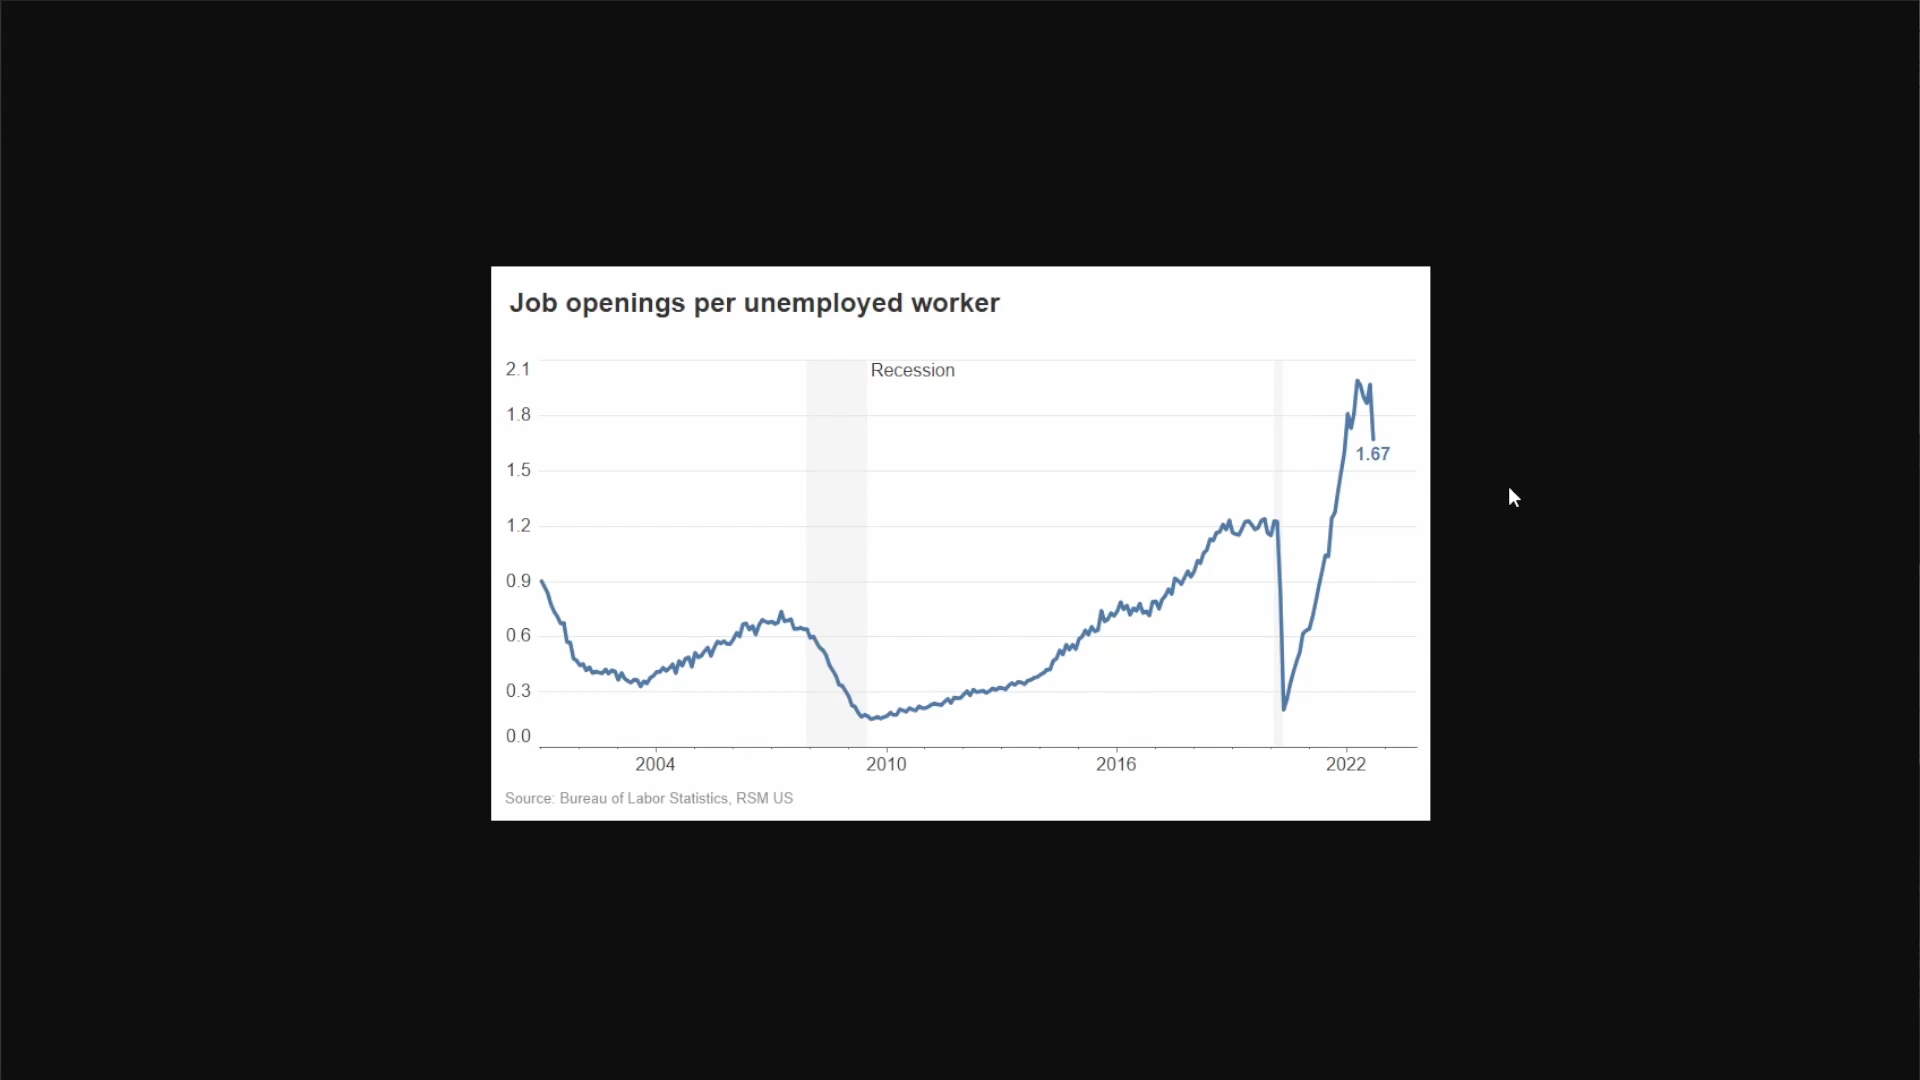 Job openings per unemployed worker
2.1
Recession
1.8
1.67
1.5
1.2
0.9
0.6
0.3
0.0
2004 2010 2016 2022
Source: Bureau of Labor Statistics, RSM US